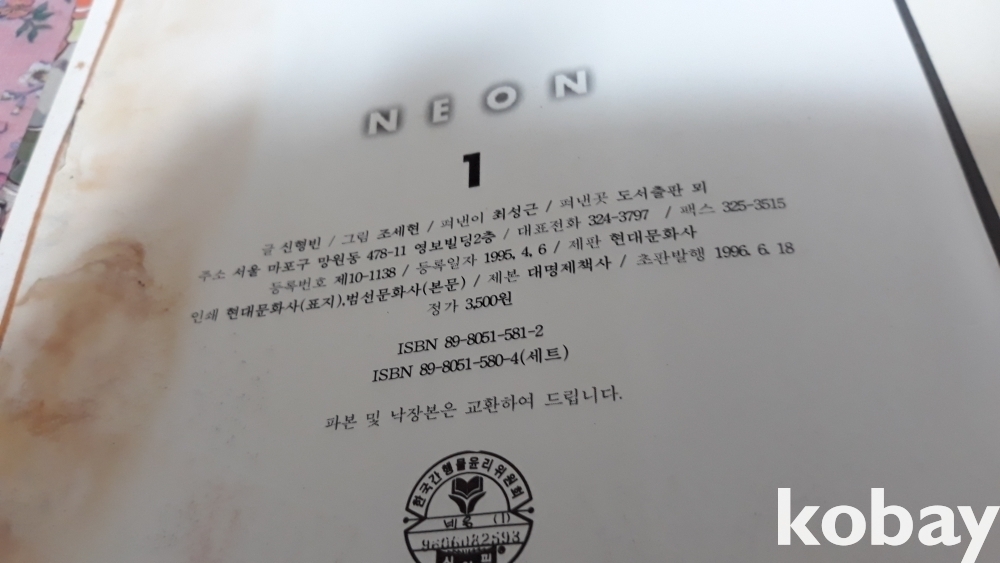 NEON
1
글 신형빈 / 그림 조세현 / 펴낸이 최성근 / 펴낸곳 도서출판 뫼
주소 서울 마포구 망원동 478-11 영보빌딩2층 / 대표전화 324-3797 / 팩스 325-3515
등록번호 제10-1138 / 등록일자 1995, 4, 6 / 제판 현대문화사
인쇄 현대문화사(표지),범선문화사(본문) / 제본 대명제책사 / 초판발행 1996. 6. 18
정가 3,500원
ISBN 89-8051-581-2
ISBN 89-8051-580-4(세트)
파본 및 낙장본은 교환하여 드립니다.
한국간행물윤리위원회
네온 (1)
kobay